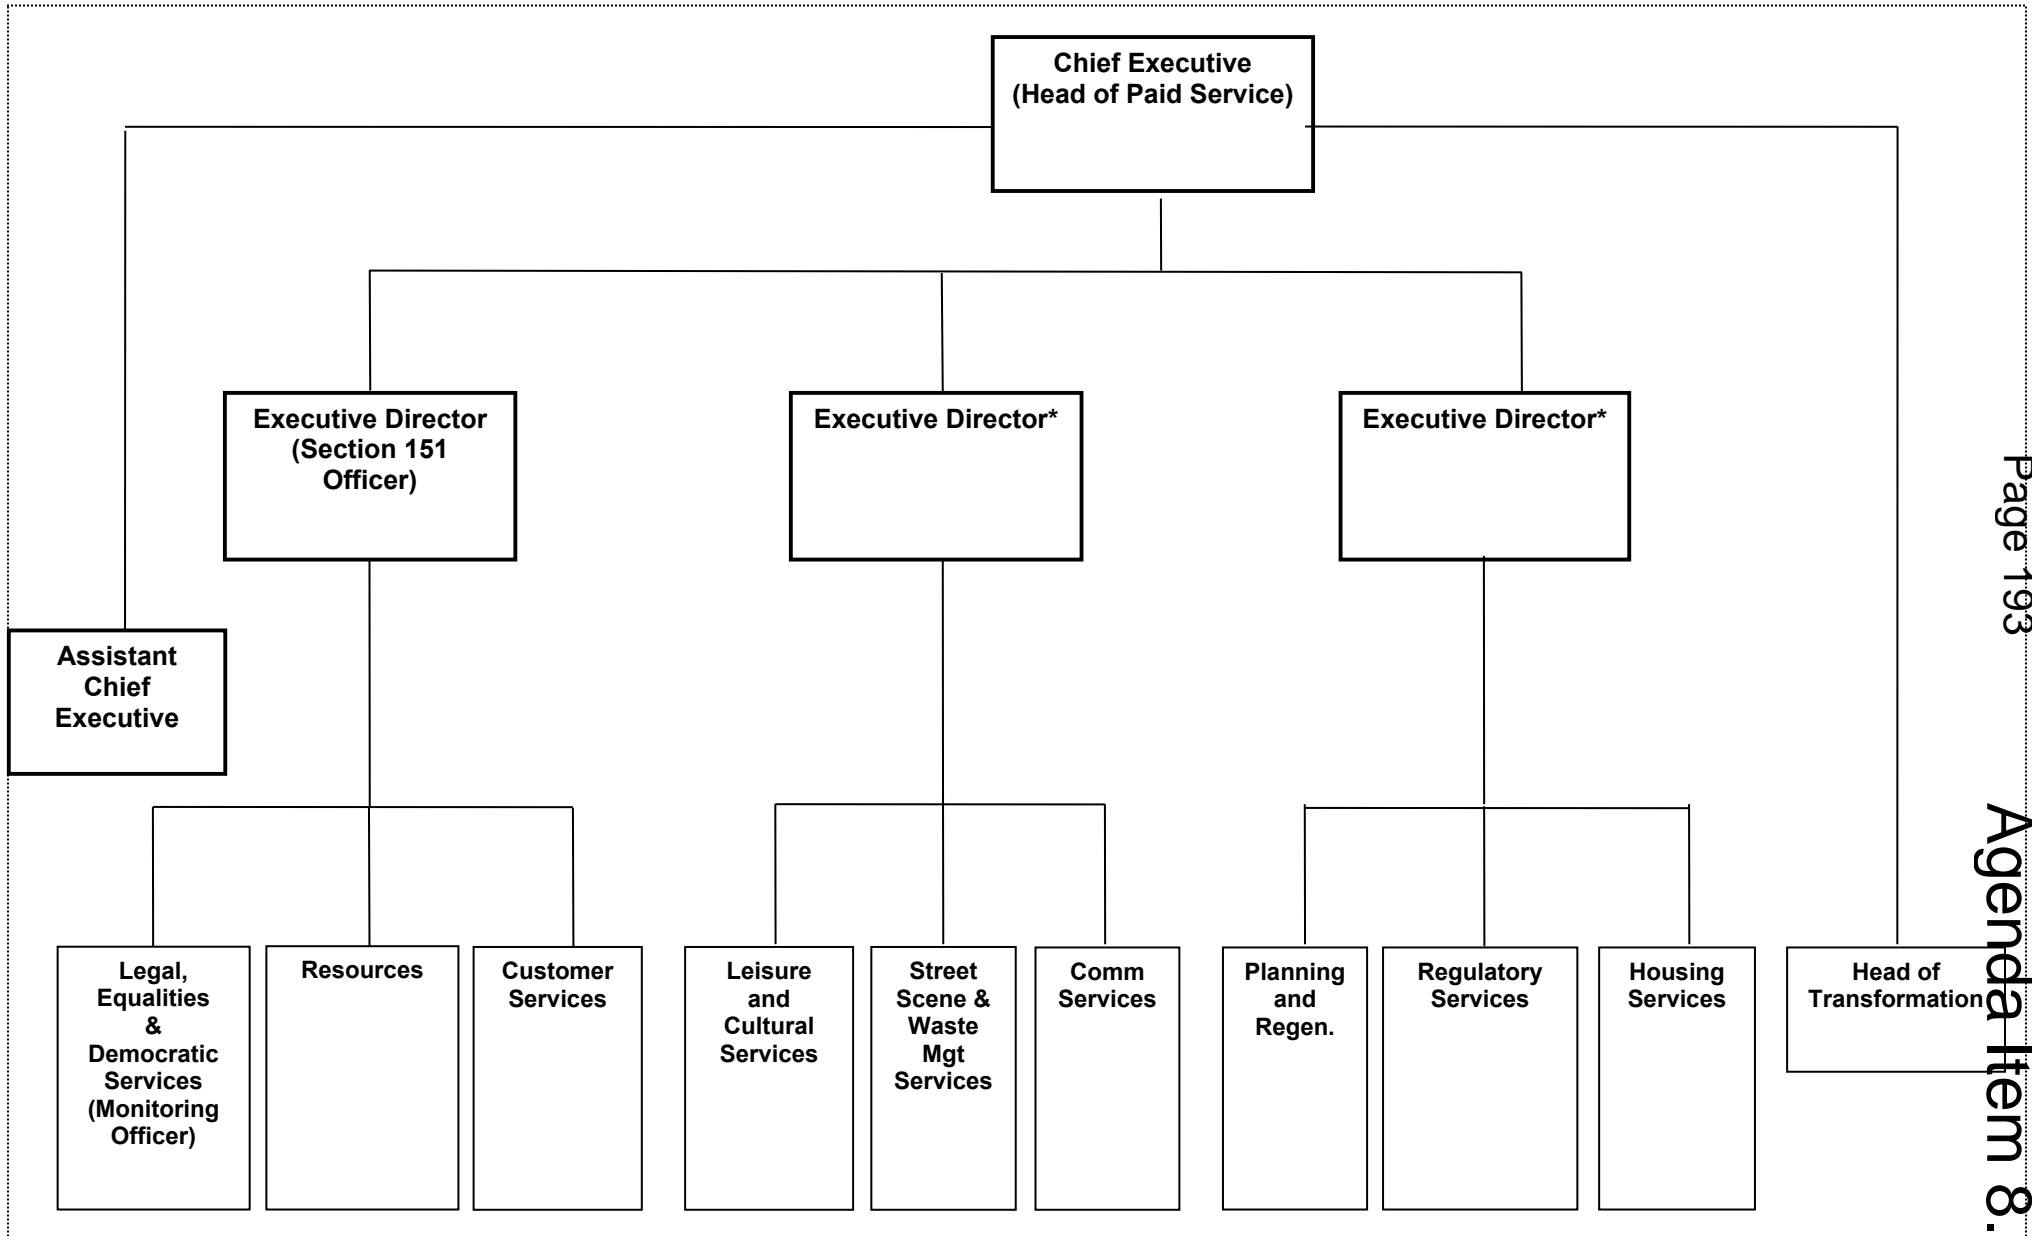 Chief Executive
(Head of Paid Service)
Executive Director
(Section 151
Officer)
Executive Director*
Executive Director*
Assistant
Chief
Executive
Legal,
Equalities
&
Democratic
Services
(Monitoring
Officer)
Resources
Customer
Services
Leisure
and
Cultural
Services
Street
Scene &
Waste
Mgt
Services
Comm
Services
Planning
and
Regen.
Regulatory
Services
Housing
Services
Head of
Transformation
Page 193
Agenda Item 8.